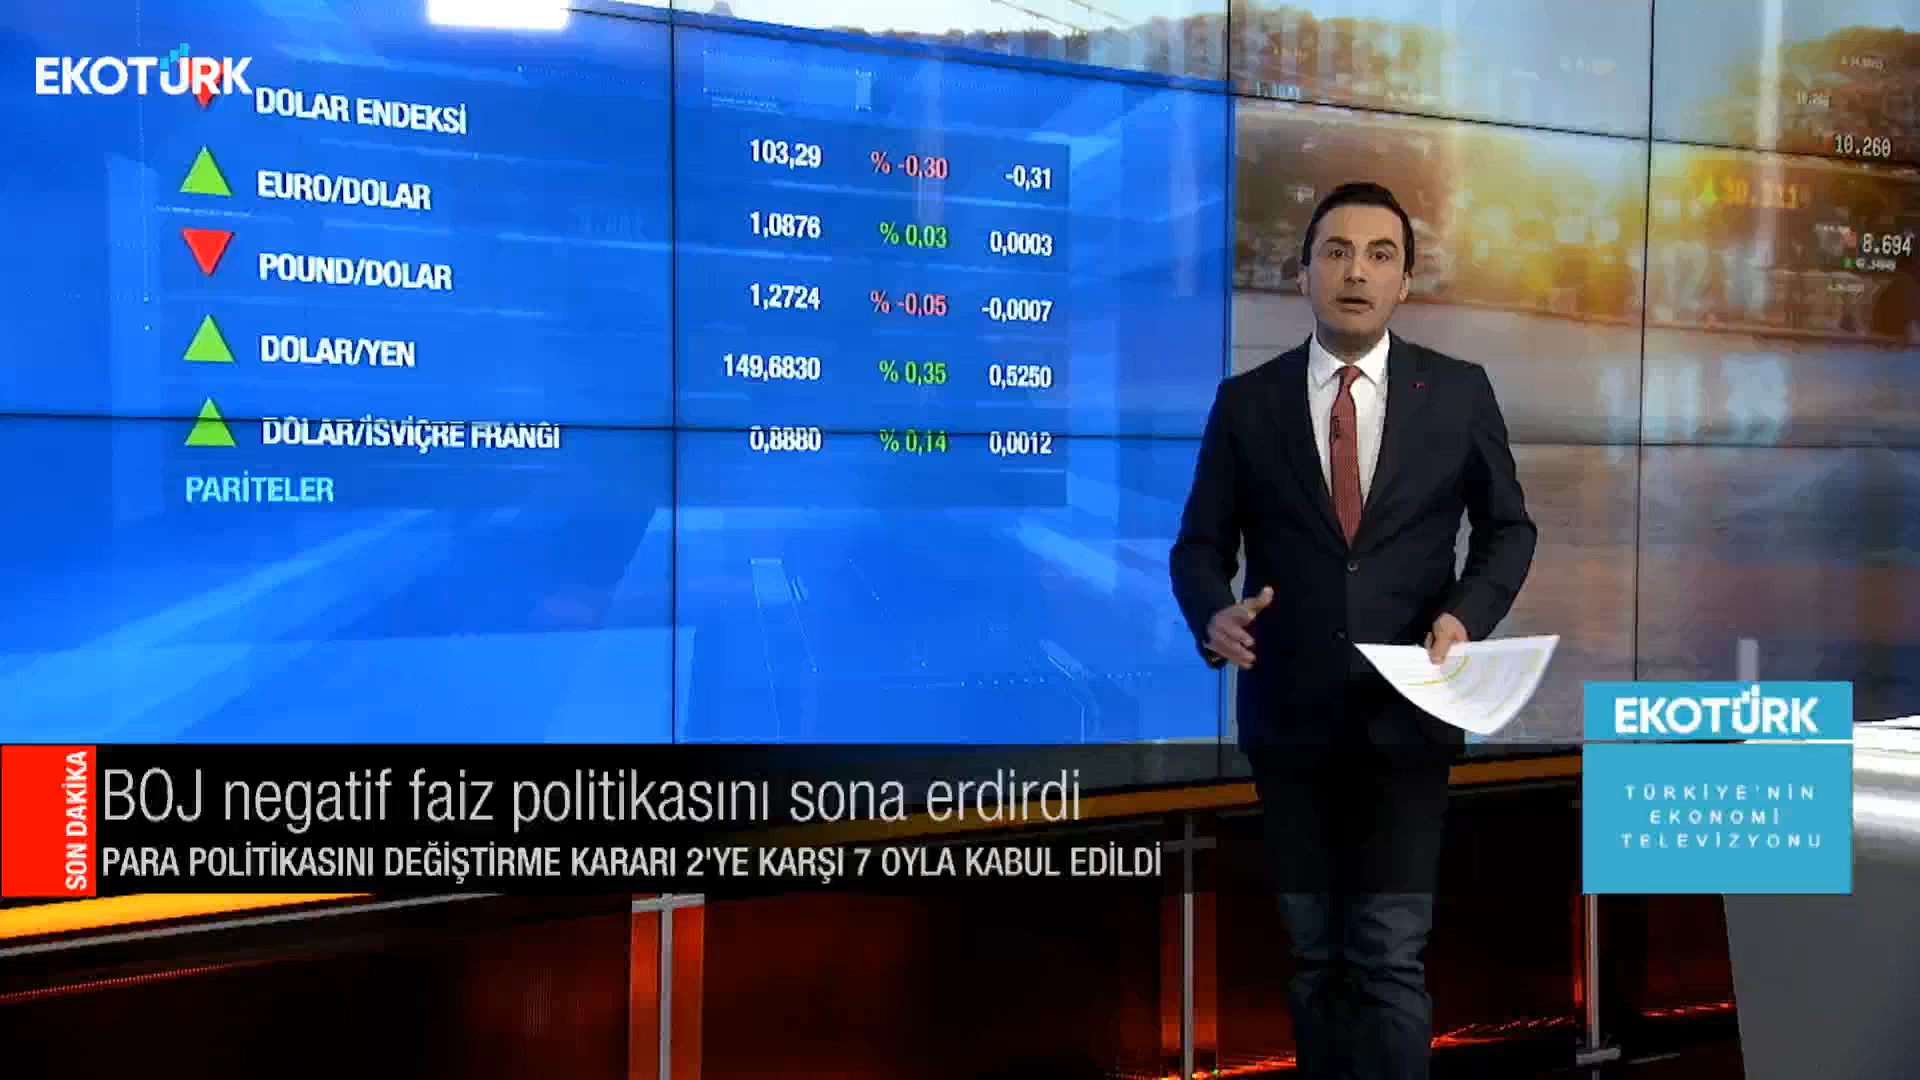 EKOTÜRK
DOLAR ENDEKSİ 103,29 % -0,30 -0,31
EURO/DOLAR 1,0876 % 0,03 0,0003
POUND/DOLAR 1,2724 % -0,05 -0,0007
DOLAR/YEN 149,6830 % 0,35 0,5250
DOLAR/İSVİÇRE FRANGI 0,8880 % 0,14 0,0012
PARİTELER
10.260
8.694
EKOTÜRK
TÜRKİYE'NİN
EKONOMİ
TELEVİZYONU
SON DAKİKA
BOJ negatif faiz politikasını sona erdirdi
PARA POLİTİKASINI DEĞİŞTİRME KARARI 2'YE KARŞI 7 OYLA KABUL EDİLDİ